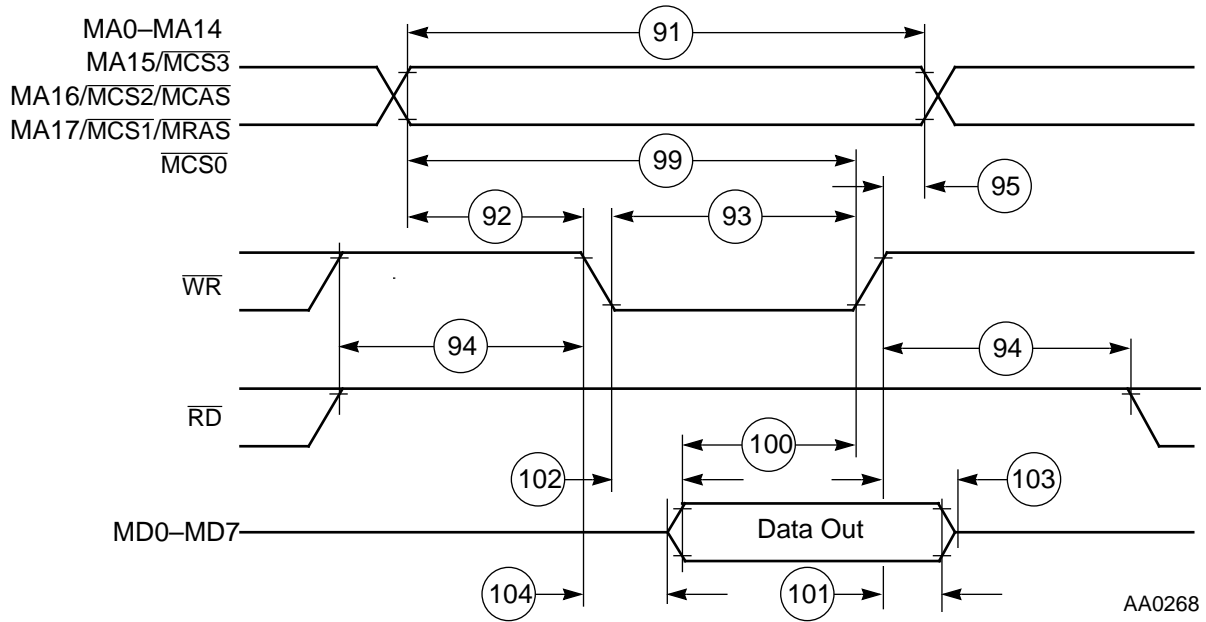 MA0–MA14
91
MA15/MCS3
MA16/MCS2/MCAS
MA17/MCS1/MRAS
MCS0
99
95
92
93
WR
94
94
RD
100
102
103
MD0–MD7
Data Out
104
101
AA0268